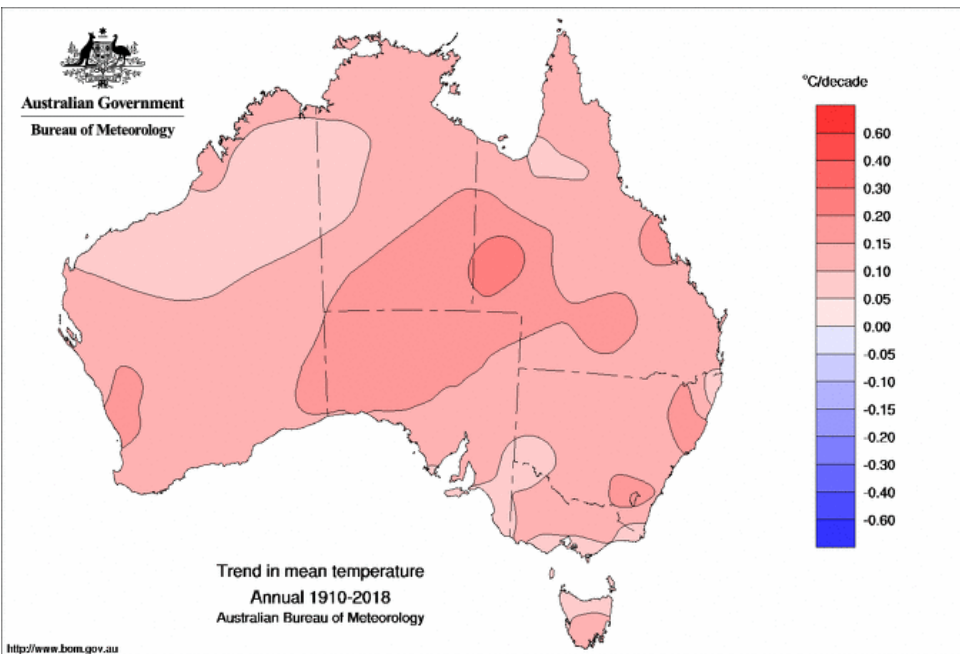 Australian Government
Bureau of Meteorology
°C/decade
0.60
0.40
0.30
0.20
0.15
0.10
0.05
0.00
-0.05
-0.10
-0.15
-0.20
-0.30
-0.40
-0.60
Trend in mean temperature
Annual 1910-2018
Australian Bureau of Meteorology
http://www.bom.gov.au